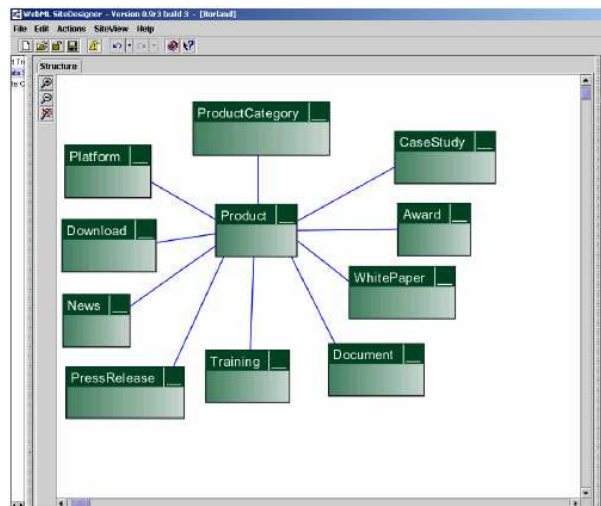 WebML SiteDesigner - Version 0.9r3 build 3 - [Borland]
File Edit Actions SiteView Help
Structure
ProductCategory
CaseStudy
Platform
Product
Award
Download
WhitePaper
News
Training
Document
PressRelease